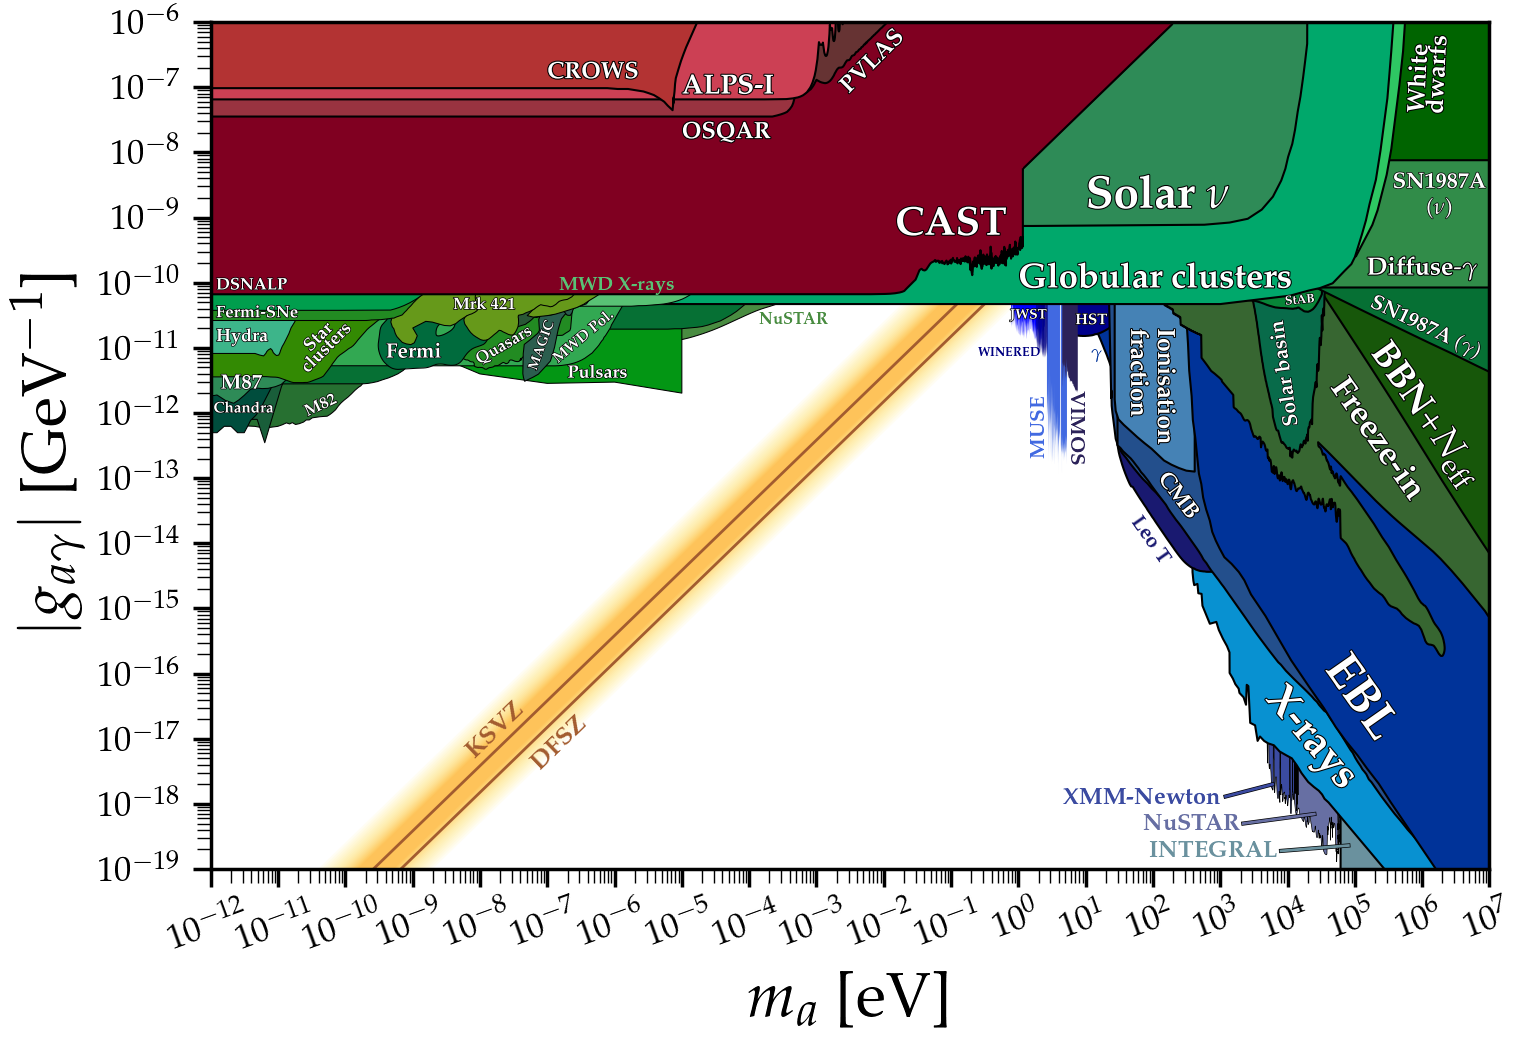 10⁻⁶
10⁻⁷
10⁻⁸
10⁻⁹
10⁻¹⁰
10⁻¹¹
10⁻¹²
10⁻¹³
10⁻¹⁴
10⁻¹⁵
10⁻¹⁶
10⁻¹⁷
10⁻¹⁸
10⁻¹⁹
|gₐγ| [GeV⁻¹]
CROWS
ALPS-I
PVLAS
OSQAR
White
dwarfs
CAST
Solar ν
SN1987A
(ν)
Globular clusters
Diffuse-γ
DSNALP
MWD X-rays
Fermi-SNe
Mrk 421
NuSTAR
Hydra
Star
clusters
Fermi
Quasars
MAGIC
MWD Pol.
Pulsars
M87
Chandra
M82
JWST
HST
WINERED
γ
MUSE
VIMOS
Ionisation
fraction
StAB
Solar basin
SN1987A (γ)
BBN+Neff
Freeze-in
CMB
Leo T
EBL
X-rays
KSVZ
DFSZ
XMM-Newton
NuSTAR
INTEGRAL
10⁻¹²
10⁻¹¹
10⁻¹⁰
10⁻⁹
10⁻⁸
10⁻⁷
10⁻⁶
10⁻⁵
10⁻⁴
10⁻³
10⁻²
10⁻¹
10⁰
10¹
10²
10³
10⁴
10⁵
10⁶
10⁷
mₐ [eV]